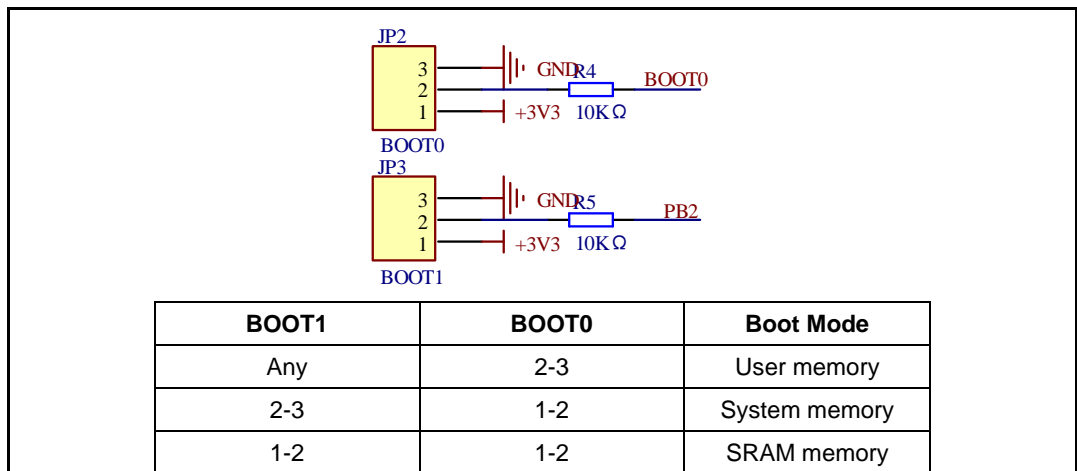 JP2
3
GND
R4
BOOT0
2
1
+3V3
10KΩ
BOOT0
JP3
3
GND
R5
PB2
2
1
+3V3
10KΩ
BOOT1
BOOT1 BOOT0 Boot Mode
Any 2-3 User memory
2-3 1-2 System memory
1-2 1-2 SRAM memory